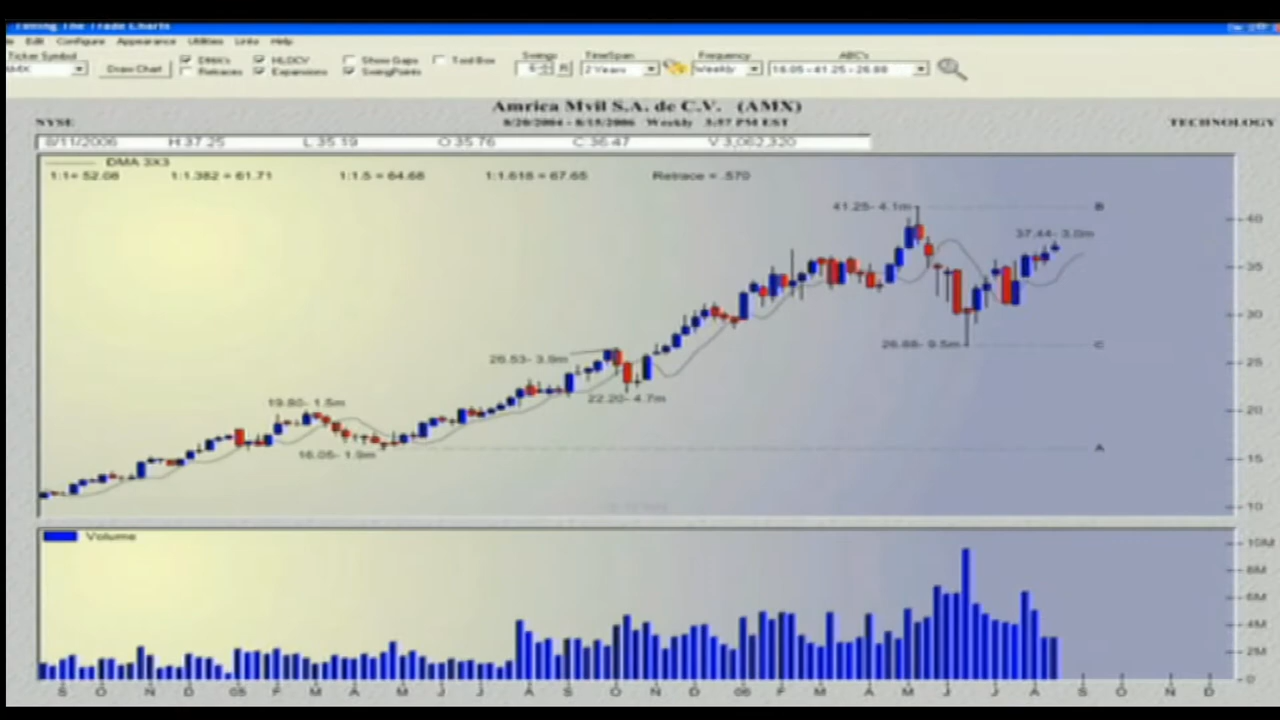 Timing The Trade Charts
Edit Configure Appearance Utilities Links Help
Ticker Symbol DMA's HLOCV Show Gaps Tool Box Swings TimeSpan Frequency ABC's
AMX Draw Chart Retraces Expansions SwingPoints 2 Years Weekly 16.05 - 41.25 - 26.88
Amrica Mvil S.A. de C.V. (AMX)
NYSE 8/20/2004 - 8/15/2006 Weekly 3:57 PM EST TECHNOLOGY
8/11/2006 H 37.25 L 35.19 O 35.76 C 36.47 V 3,062,320
DMA 3X3
1:1= 52.08 1:1.382 = 61.71 1:1.5 = 64.68 1:1.618 = 67.65 Retrace = .570
41.25- 4.1m B
40
37.44- 3.0m
35
30
26.88- 9.5m C
26.53- 3.9m
25
22.20- 4.7m
19.80- 1.5m
20
16.05- 1.9m A
15
10
Volume
10M
8M
6M
4M
2M
0
S O N D 05 F M A M J J A S O N D 06 F M A M J J A S O N D